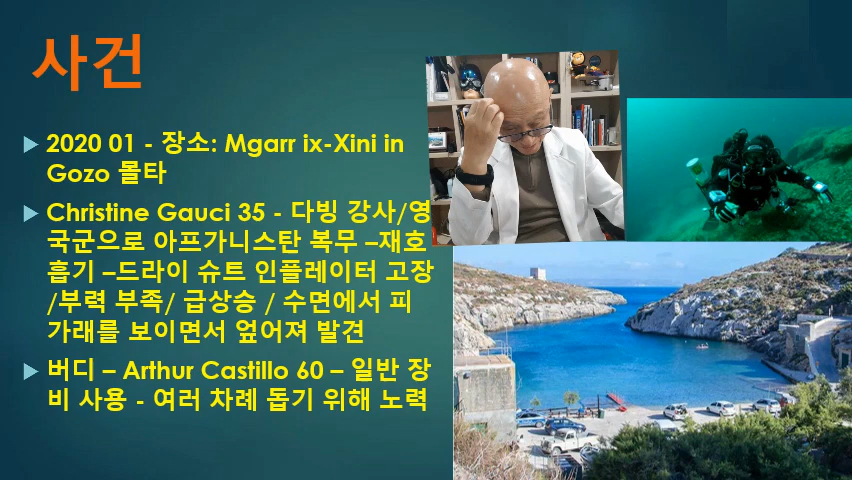 사건
2020 01 - 장소: Mgarr ix-Xini in
Gozo 몰타
Christine Gauci 35 - 다빙 강사/영
국군으로 아프가니스탄 복무 –재호
흡기 –드라이 슈트 인플레이터 고장
/부력 부족/ 급상승 / 수면에서 피
가래를 보이면서 엎어져 발견
버디 – Arthur Castillo 60 – 일반 장
비 사용 - 여러 차례 돕기 위해 노력